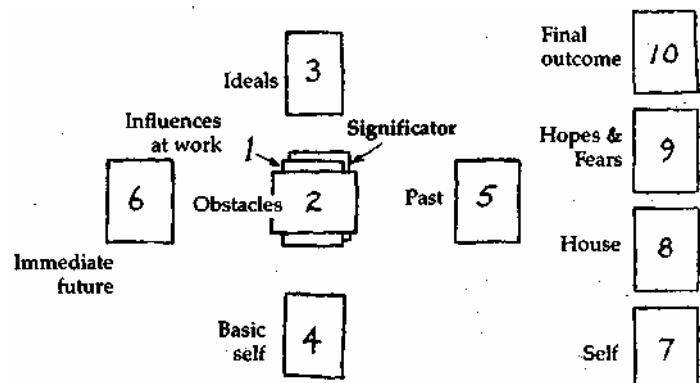 Ideals
3
Influences
at work
1
Significator
Obstacles
2
6
Immediate
future
Past
5
Basic
self
4
Final
outcome
10
Hopes &
Fears
9
House
8
Self
7